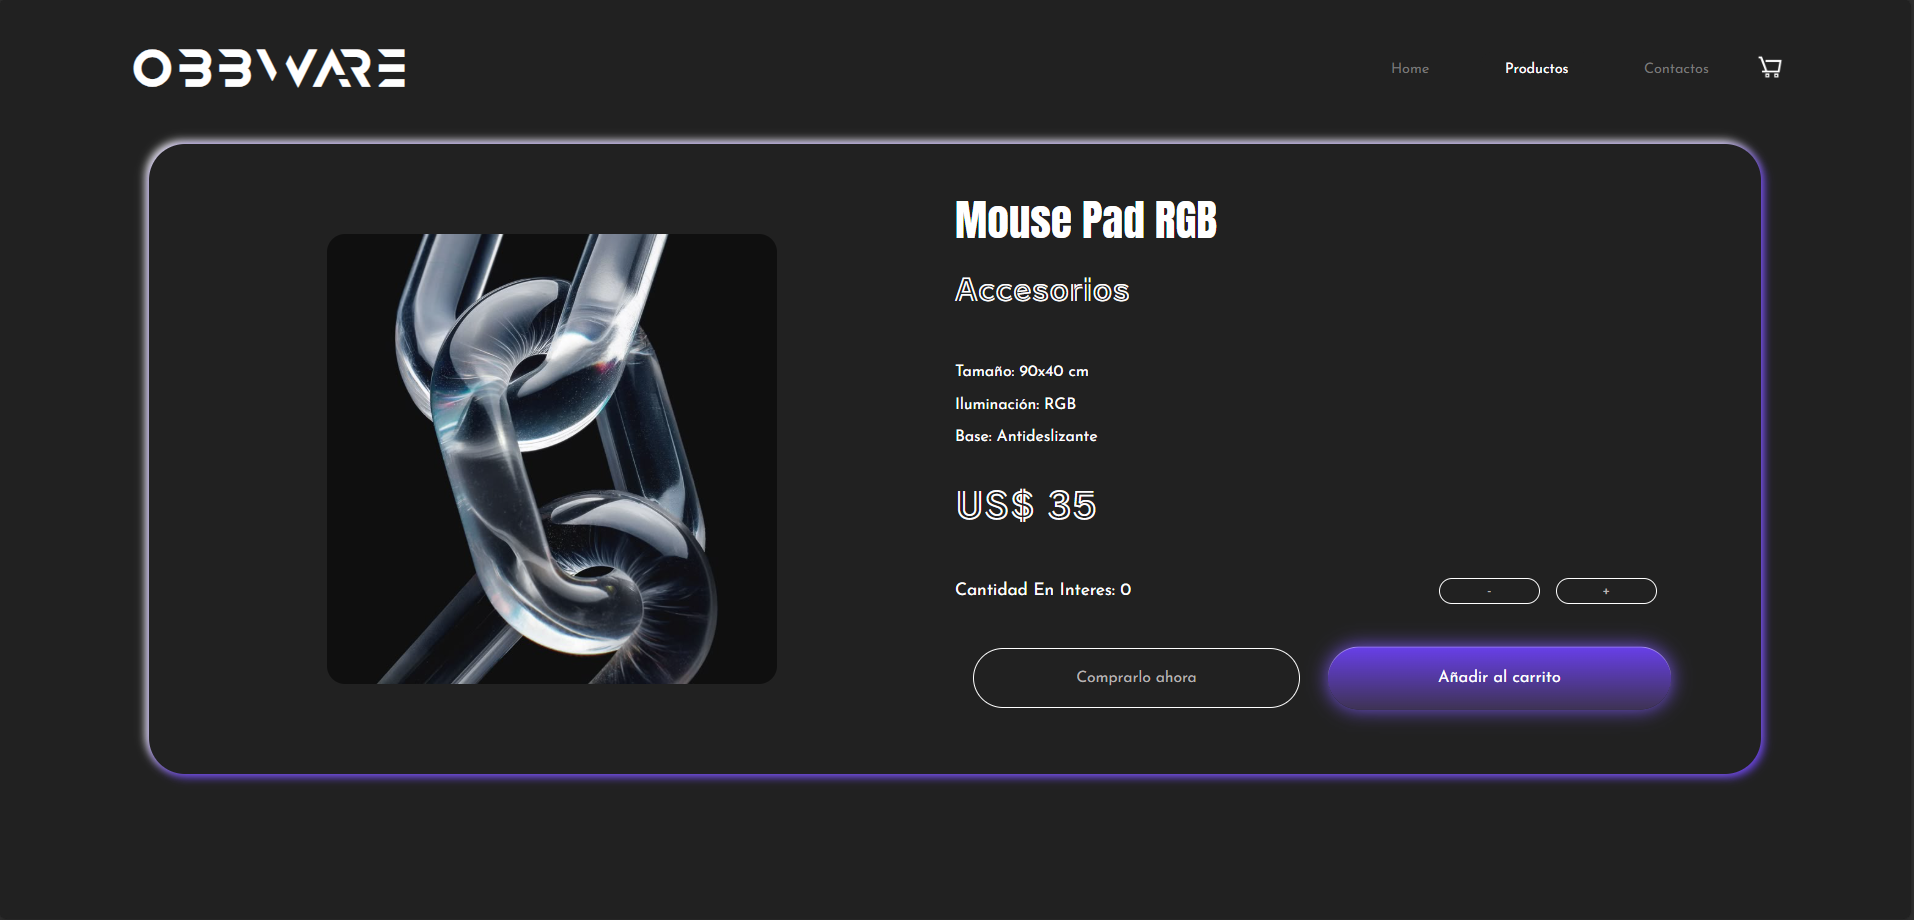 OBBWARE
Home
Productos
Contactos
Mouse Pad RGB
Accesorios
Tamaño: 90x40 cm
Iluminación: RGB
Base: Antideslizante
US$ 35
Cantidad En Interes: 0
-
+
Comprarlo ahora
Añadir al carrito